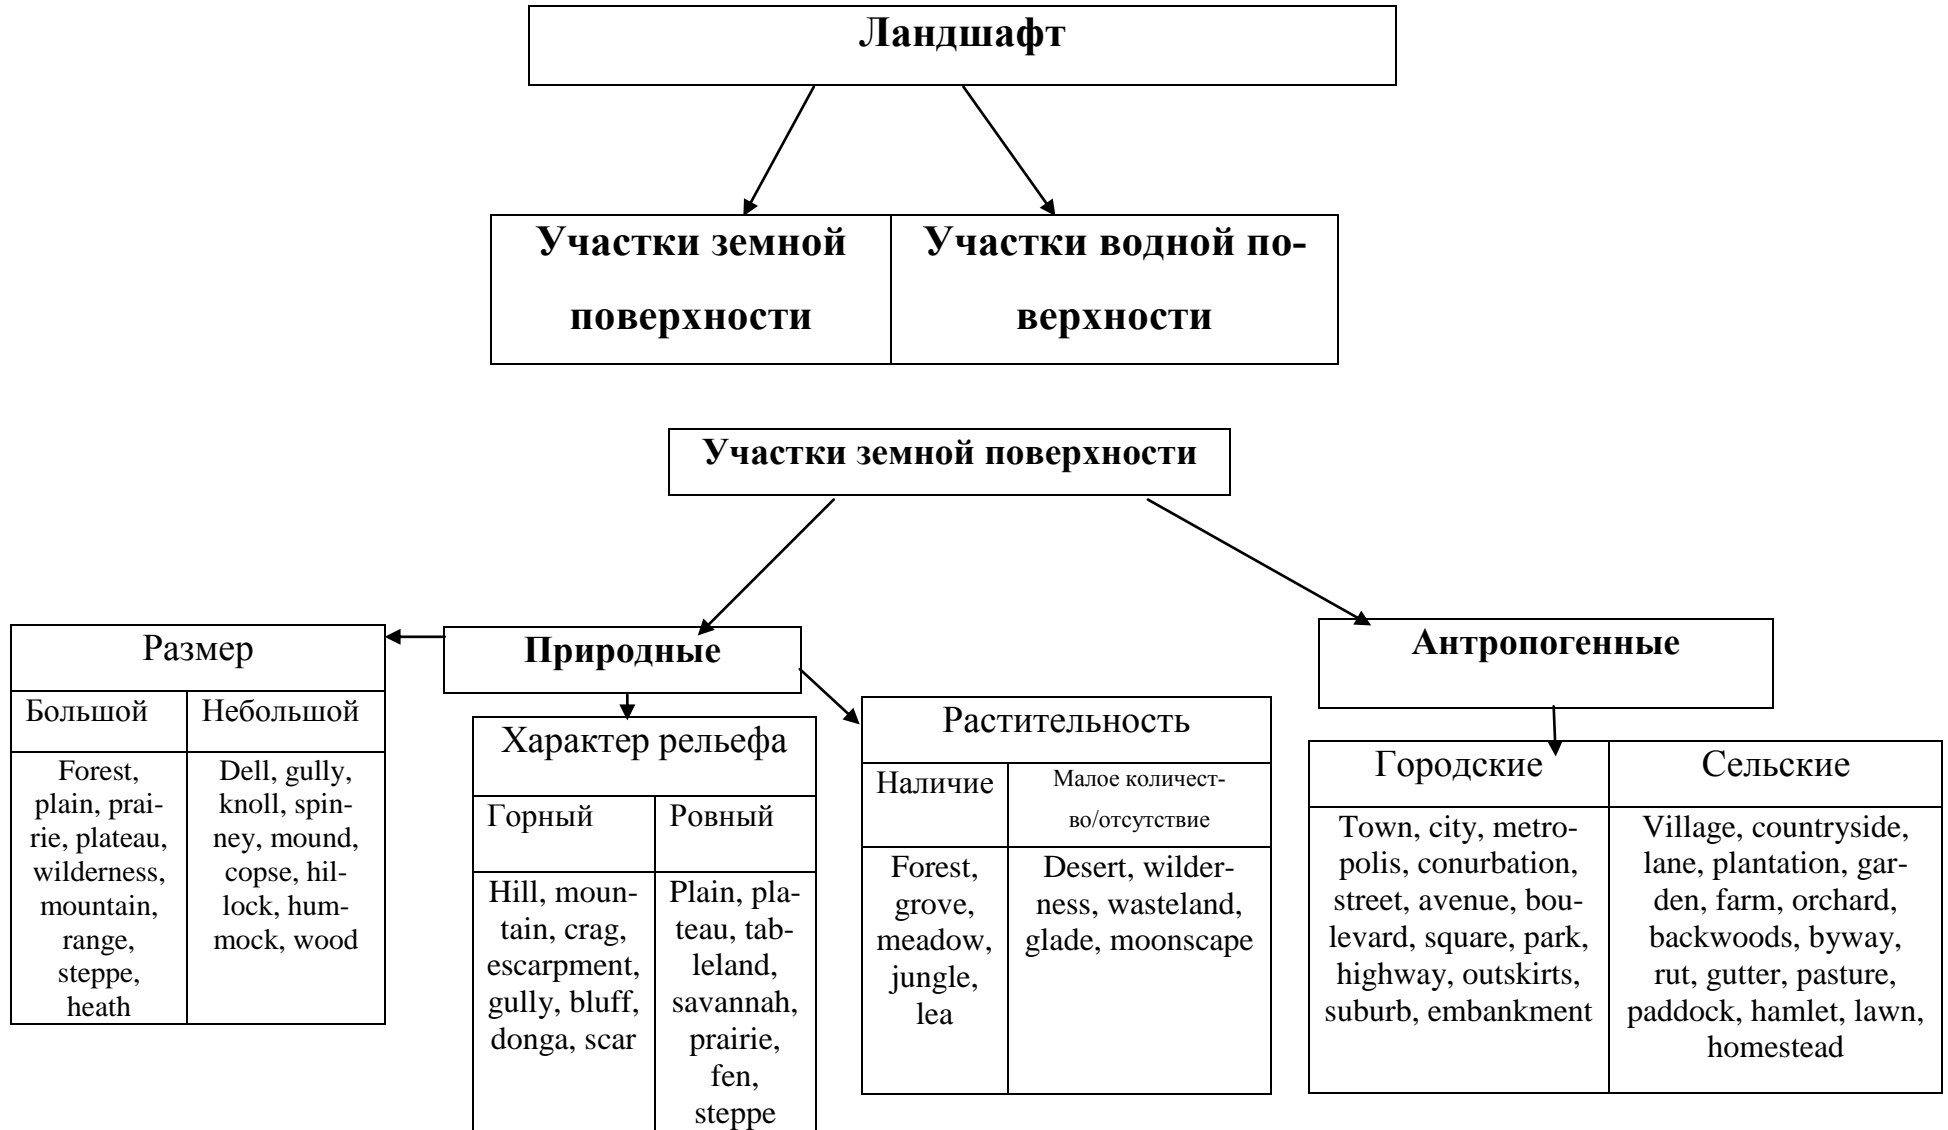 Ландшафт
Участки земной
поверхности
Участки водной по-
верхности
Участки земной поверхности
Размер
Большой
Небольшой
Forest,
plain, prai-
rie, plateau,
wilderness,
mountain,
range,
steppe,
heath
Dell, gully,
knoll, spin-
ney, mound,
copse, hil-
lock, hum-
mock, wood
Природные
Характер рельефа
Горный
Ровный
Hill, moun-
tain, crag,
escarpment,
gully, bluff,
donga, scar
Plain, pla-
teau, tab-
leland,
savannah,
prairie,
fen,
steppe
Растительность
Наличие
Малое количест-
во/отсутствие
Forest,
grove,
meadow,
jungle,
lea
Desert, wilder-
ness, wasteland,
glade, moonscape
Антропогенные
Городские
Сельские
Town, city, metro-
polis, conurbation,
street, avenue, bou-
levard, square, park,
highway, outskirts,
suburb, embankment
Village, countryside,
lane, plantation, gar-
den, farm, orchard,
backwoods, byway,
rut, gutter, pasture,
paddock, hamlet, lawn,
homestead